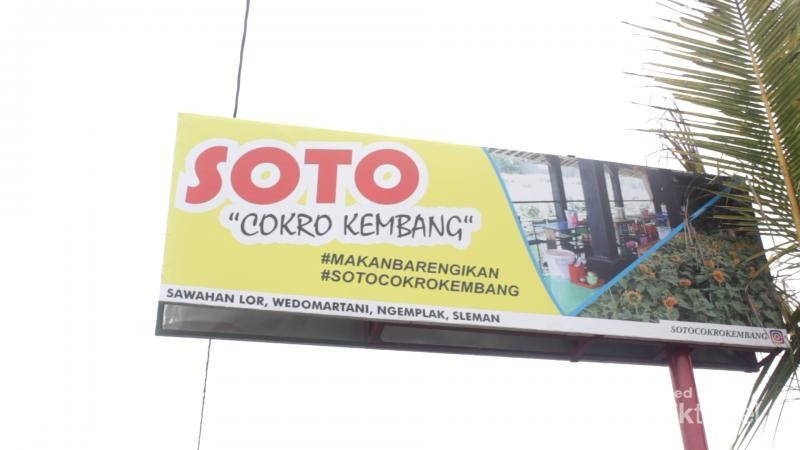 SOTO
"COKRO KEMBANG"
#MAKANBARENGIKAN
#SOTOCOKROKEMBANG
SAWAHAN LOR, WEDOMARTANI, NGEMPLAK, SLEMAN
SOTOCOKROKEMBANG